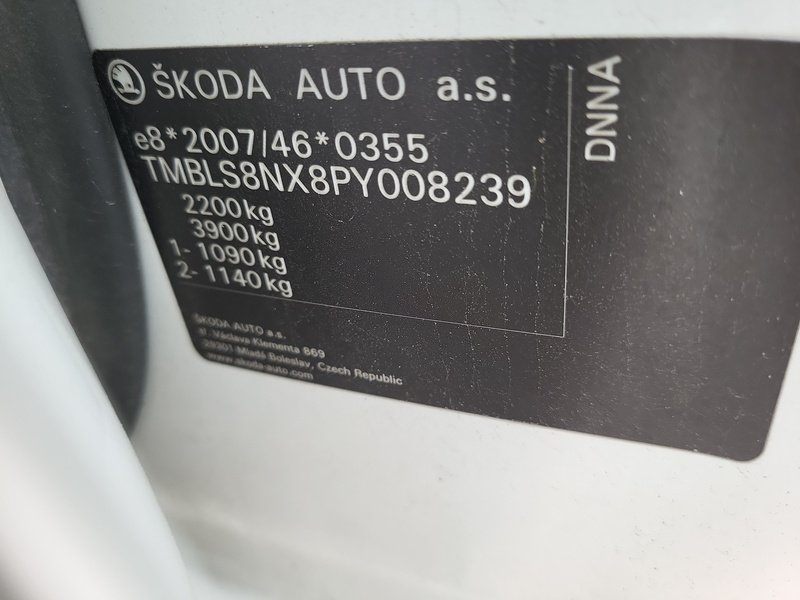 ŠKODA AUTO a.s.
e8*2007/46*0355
TMBLS8NX8PY008239
2200kg
3900kg
1- 1090kg
2- 1140kg
DNNA
ŠKODA AUTO a.s.
tř. Václava Klementa 869
29301 Mladá Boleslav, Czech Republic
www.skoda-auto.com